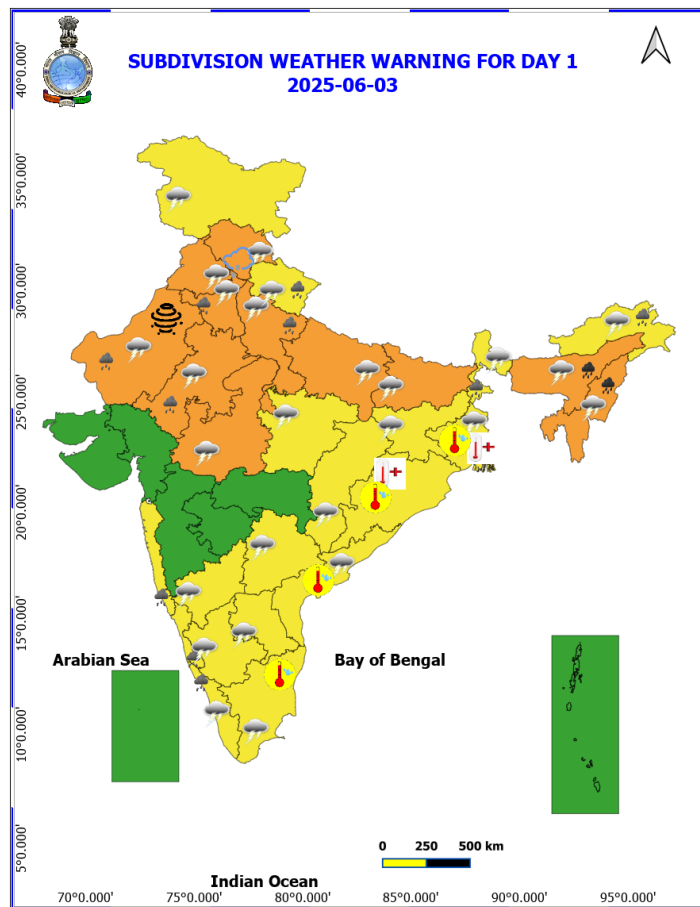 SUBDIVISION WEATHER WARNING FOR DAY 1
2025-06-03
40°0.000'
35°0.000'
30°0.000'
25°0.000'
20°0.000'
15°0.000'
10°0.000'
5°0.000'
Arabian Sea
Bay of Bengal
0 250 500 km
Indian Ocean
70°0.000' 75°0.000' 80°0.000' 85°0.000' 90°0.000' 95°0.000'